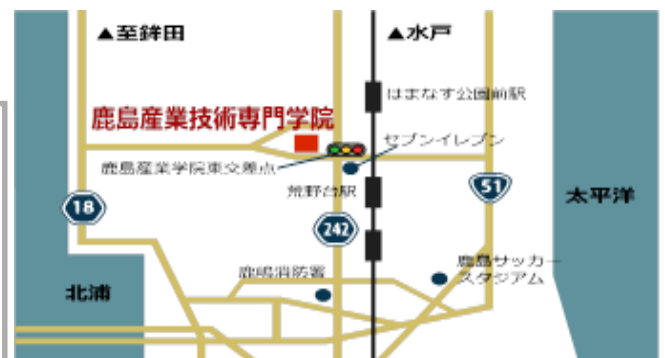 ▲至鉾田
▲水戸
はまなす公園前駅
鹿島産業技術専門学院
セブンイレブン
鹿島産業学院東交差点
荒野台駅
51
太平洋
18
242
鹿嶋消防署
鹿島サッカー
スタジアム
北浦